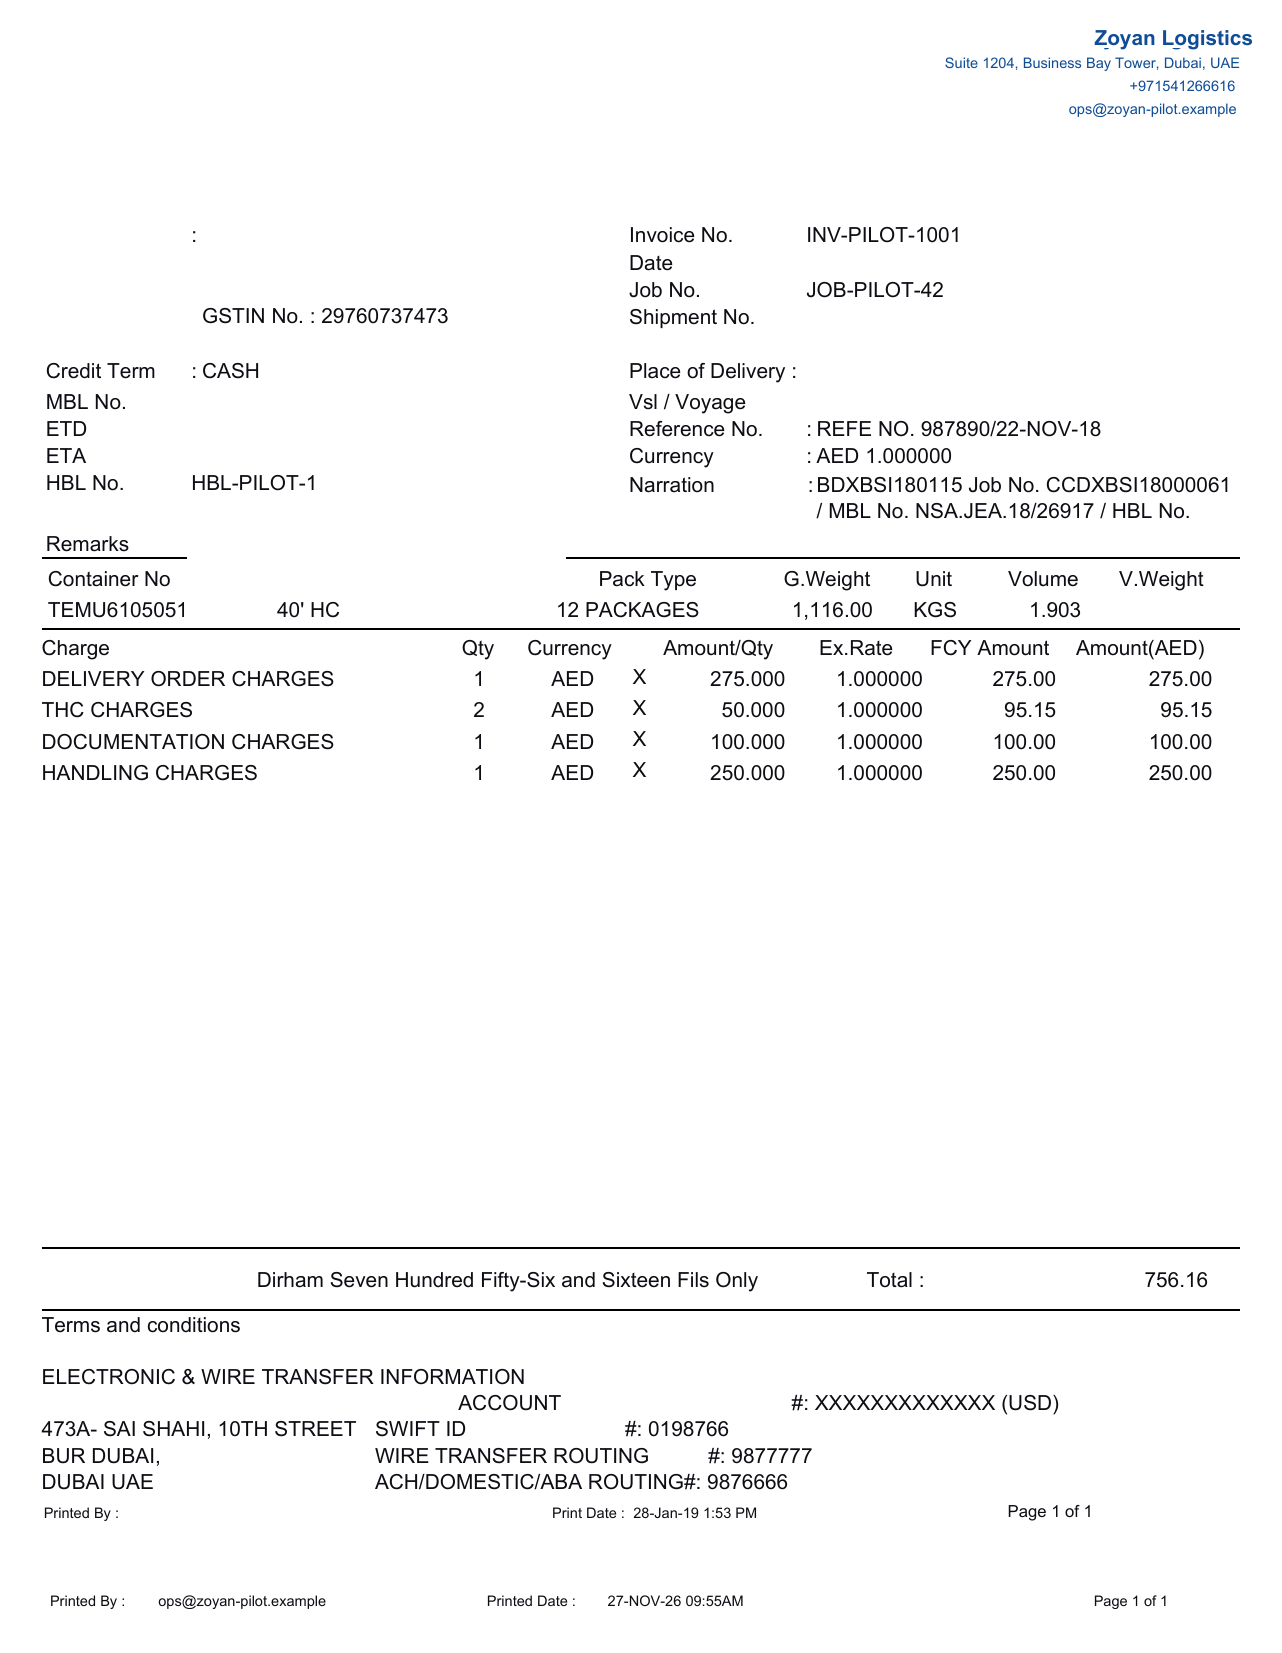 Zoyan Logistics
Suite 1204, Business Bay Tower, Dubai, UAE
+971541266616
ops@zoyan-pilot.example
: Invoice No. INV-PILOT-1001
Date
Job No. JOB-PILOT-42
GSTIN No. : 29760737473 Shipment No.
Credit Term : CASH Place of Delivery :
MBL No. Vsl / Voyage
ETD Reference No. : REFE NO. 987890/22-NOV-18
ETA Currency : AED 1.000000
HBL No. HBL-PILOT-1 Narration : BDXBSI180115 Job No. CCDXBSI18000061
/ MBL No. NSA.JEA.18/26917 / HBL No.
Remarks
Container No Pack Type G.Weight Unit Volume V.Weight
TEMU6105051 40' HC 12 PACKAGES 1,116.00 KGS 1.903
Charge Qty Currency Amount/Qty Ex.Rate FCY Amount Amount(AED)
DELIVERY ORDER CHARGES 1 AED X 275.000 1.000000 275.00 275.00
THC CHARGES 2 AED X 50.000 1.000000 95.15 95.15
DOCUMENTATION CHARGES 1 AED X 100.000 1.000000 100.00 100.00
HANDLING CHARGES 1 AED X 250.000 1.000000 250.00 250.00
Dirham Seven Hundred Fifty-Six and Sixteen Fils Only Total : 756.16
Terms and conditions
ELECTRONIC & WIRE TRANSFER INFORMATION
ACCOUNT #: XXXXXXXXXXXXX (USD)
473A- SAI SHAHI, 10TH STREET SWIFT ID #: 0198766
BUR DUBAI, WIRE TRANSFER ROUTING #: 9877777
DUBAI UAE ACH/DOMESTIC/ABA ROUTING#: 9876666
Printed By : Print Date : 28-Jan-19 1:53 PM Page 1 of 1
Printed By : ops@zoyan-pilot.example Printed Date : 27-NOV-26 09:55AM Page 1 of 1